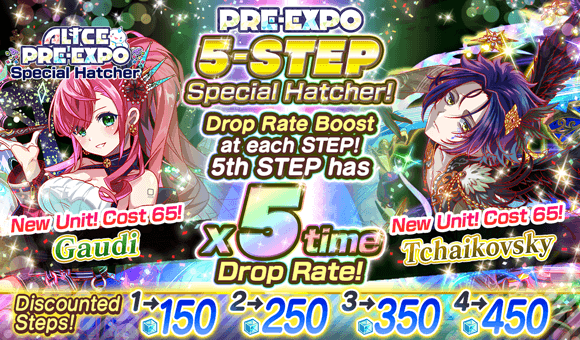 ALICE
PRE-EXPO
Special Hatcher
PRE-EXPO
5-STEP
Special Hatcher!
Drop Rate Boost
at each STEP!
5th STEP has
x5time
Drop Rate!
New Unit! Cost 65!
Gaudi
New Unit! Cost 65!
Tchaikovsky
Discounted
Steps!
1→150
2→250
3→350
4→450